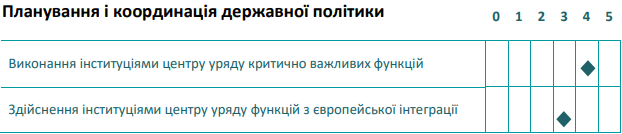 Планування і координація державної політики 0 1 2 3 4 5
Виконання інституціями центру уряду критично важливих функцій
Здійснення інституціями центру уряду функцій з європейської інтеграції